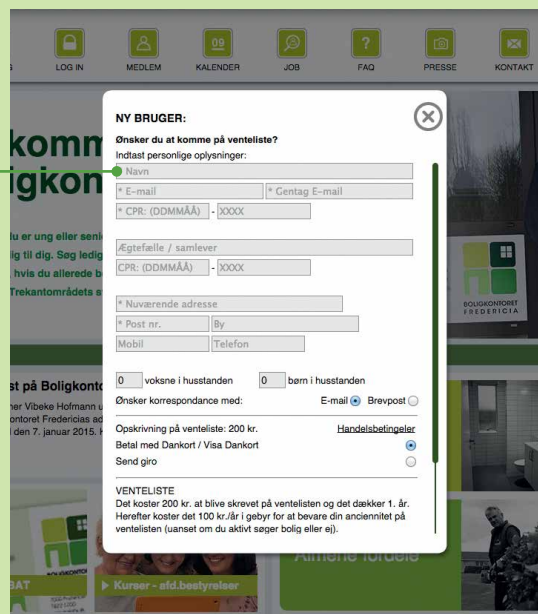 LOG IN
MEDLEM
09
KALENDER
JOB
?
FAQ
PRESSE
KONTAKT
NY BRUGER:
Ønsker du at komme på venteliste?
Indtast personlige oplysninger:
Navn
* E-mail * Gentag E-mail
* CPR: (DDMMÅÅ) - XXXX
Ægtefælle / samlever
CPR: (DDMMÅÅ) - XXXX
* Nuværende adresse
* Post nr. By
Mobil Telefon
0 voksne i husstanden 0 børn i husstanden
Ønsker korrespondance med: E-mail Brevpost
Opskrivning på venteliste: 200 kr. Handelsbetingeler
Betal med Dankort / Visa Dankort
Send giro
VENTELISTE
Det koster 200 kr. at blive skrevet på ventelisten og det dækker 1. år.
Herefter koster det 100 kr./år i gebyr for at bevare din anciennitet på
ventelisten (uanset om du aktivt søger bolig eller ej).
komm
igkon
du er ung eller seni
lig til dig. Søg ledig
hvis du allerede b
Trekantområdets s
BOLIGKONTORET
FREDERICIA
st på Boligkonto
ner Vibeke Hofmann u
ontoret Fredericias ad
den 7. januar 2015. H
BAT
Kurser - afd.bestyrelser
Almene fordele